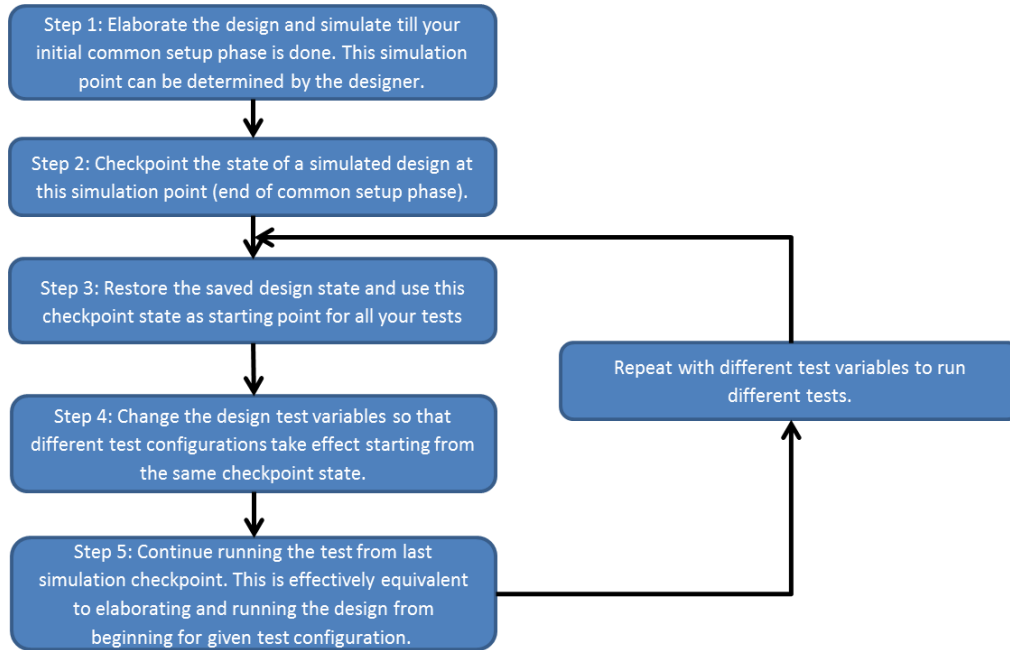 Step 1: Elaborate the design and simulate till your
initial common setup phase is done. This simulation
point can be determined by the designer.
Step 2: Checkpoint the state of a simulated design at
this simulation point (end of common setup phase).
Step 3: Restore the saved design state and use this
checkpoint state as starting point for all your tests
Repeat with different test variables to run
different tests.
Step 4: Change the design test variables so that
different test configurations take effect starting from
the same checkpoint state.
Step 5: Continue running the test from last
simulation checkpoint. This is effectively equivalent
to elaborating and running the design from
beginning for given test configuration.